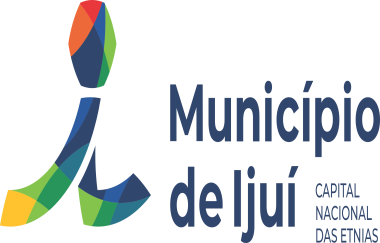 Município
de Ijuí
CAPITAL
NACIONAL
DAS ETNIAS